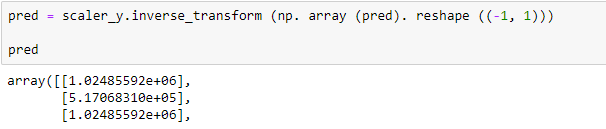 pred = scaler_y.inverse_transform (np. array (pred). reshape ((-1, 1)))
pred
array([[1.02485592e+06],
[5.17068310e+05],
[1.02485592e+06],